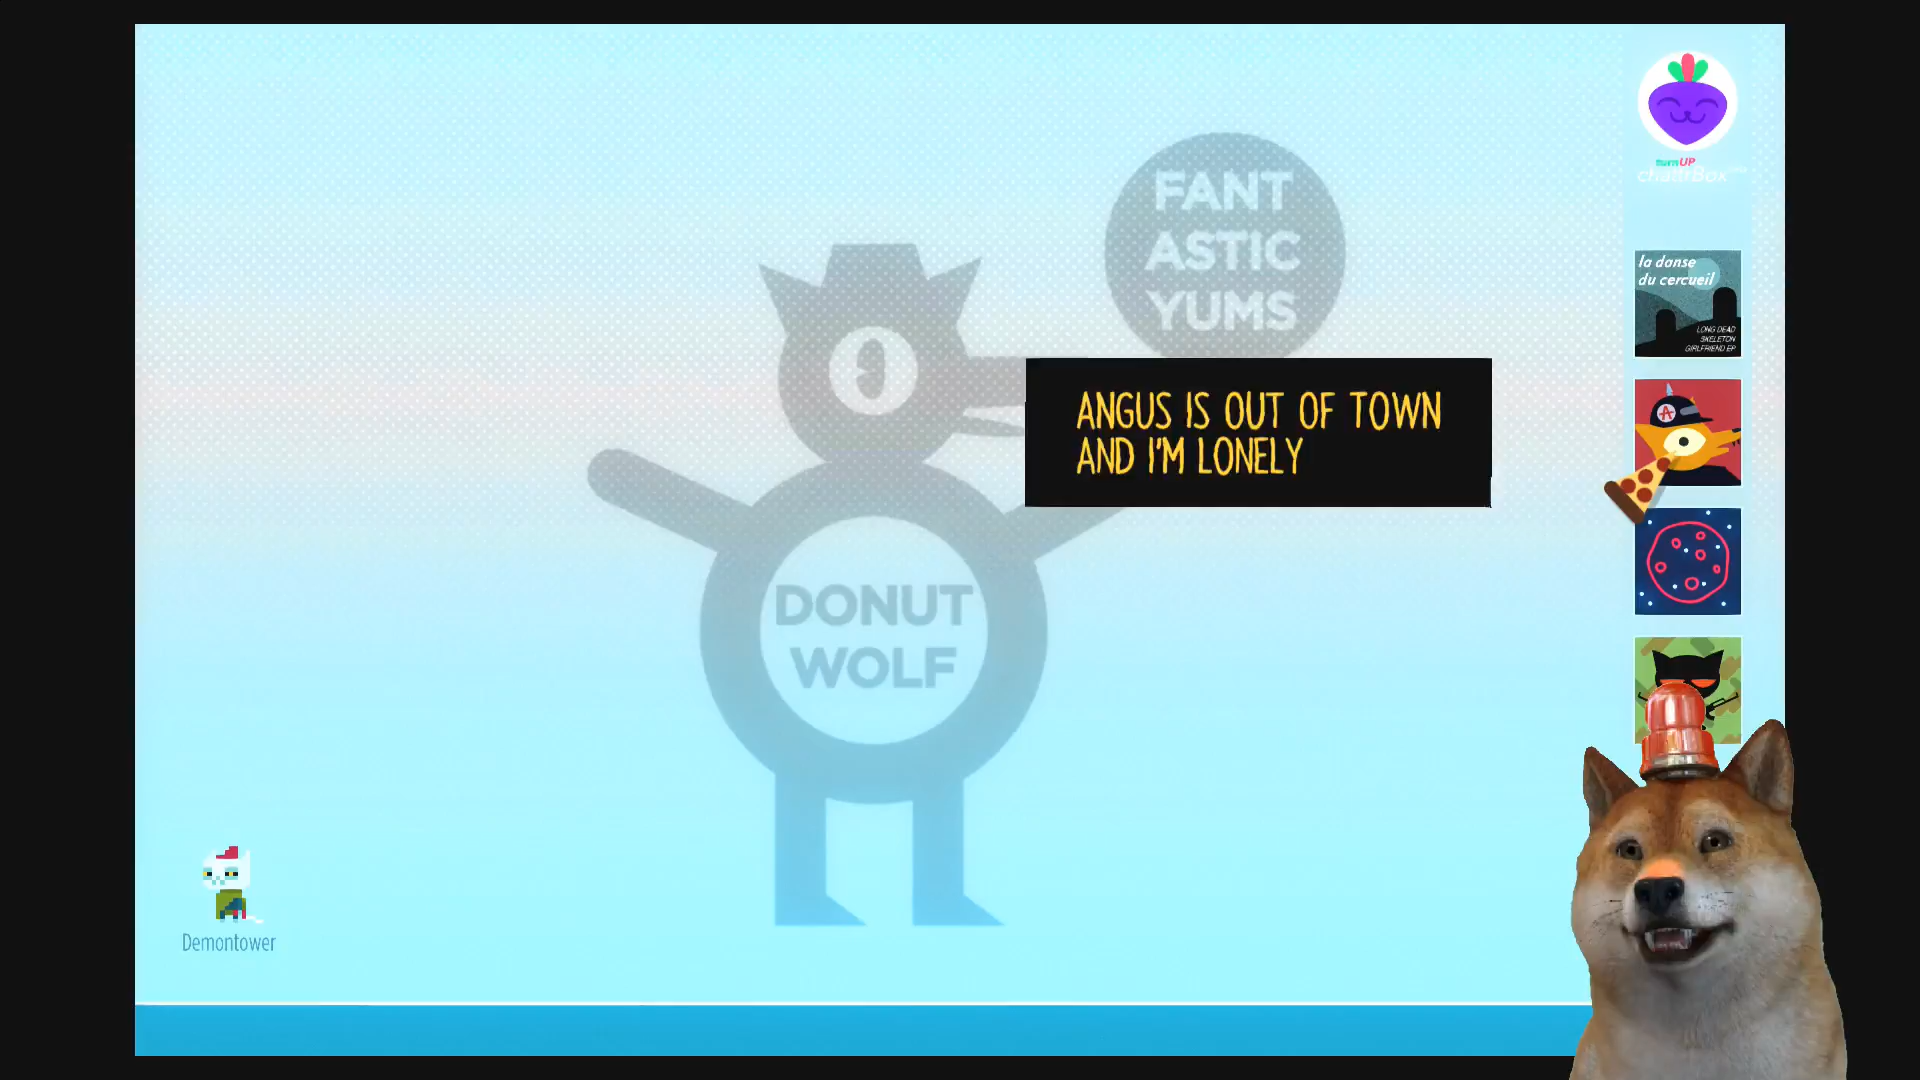 FANT
ASTIC
YUMS
ANGUS IS OUT OF TOWN
AND I'M LONELY
DONUT
WOLF
turnUP
la danse
du cercueil
LONG DEAD
SKELETON
GIRLFRIEND EP
A
Demontower